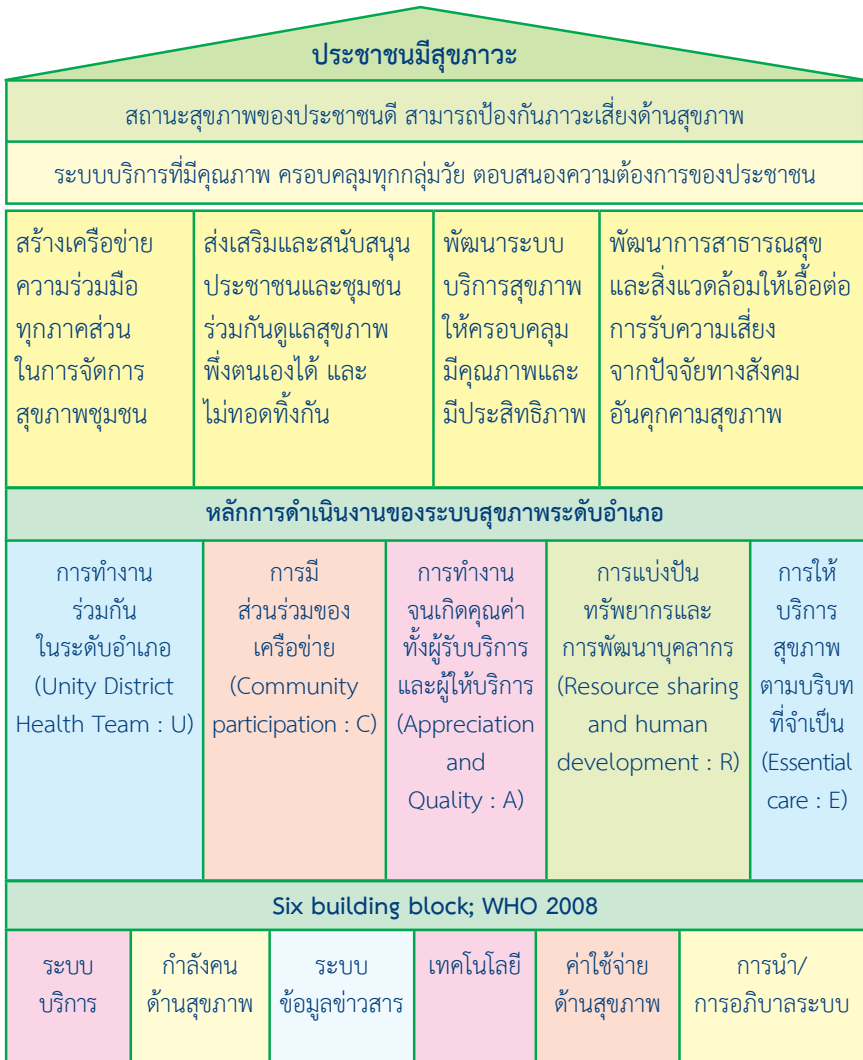 ประชาชนมีสุขภาวะ
สถานะสุขภาพของประชาชนดี สามารถป้องกันภาวะเสี่ยงด้านสุขภาพ
ระบบบริการที่มีคุณภาพ ครอบคลุมทุกกลุ่มวัย ตอบสนองความต้องการของประชาชน
สร้างเครือข่าย
ความร่วมมือ
ทุกภาคส่วน
ในการจัดการ
สุขภาพชุมชน
ส่งเสริมและสนับสนุน
ประชาชนและชุมชน
ร่วมกันดูแลสุขภาพ
พึ่งตนเองได้ และ
ไม่ทอดทิ้งกัน
พัฒนาระบบ
บริการสุขภาพ
ให้ครอบคลุม
มีคุณภาพและ
มีประสิทธิภาพ
พัฒนาการสาธารณสุข
และสิ่งแวดล้อมให้เอื้อต่อ
การรับความเสี่ยง
จากปัจจัยทางสังคม
อันคุกคามสุขภาพ
หลักการดำเนินงานของระบบสุขภาพระดับอำเภอ
การทำงาน
ร่วมกัน
ในระดับอำเภอ
(Unity District
Health Team : U)
การมี
ส่วนร่วมของ
เครือข่าย
(Community
participation : C)
การทำงาน
จนเกิดคุณค่า
ทั้งผู้รับบริการ
และผู้ให้บริการ
(Appreciation
and
Quality : A)
การแบ่งปัน
ทรัพยากรและ
การพัฒนาบุคลากร
(Resource sharing
and human
development : R)
การให้
บริการ
สุขภาพ
ตามบริบท
ที่จำเป็น
(Essential
care : E)
Six building block; WHO 2008
ระบบ
บริการ
กำลังคน
ด้านสุขภาพ
ระบบ
ข้อมูลข่าวสาร
เทคโนโลยี
ค่าใช้จ่าย
ด้านสุขภาพ
การนำ/
การอภิบาลระบบ